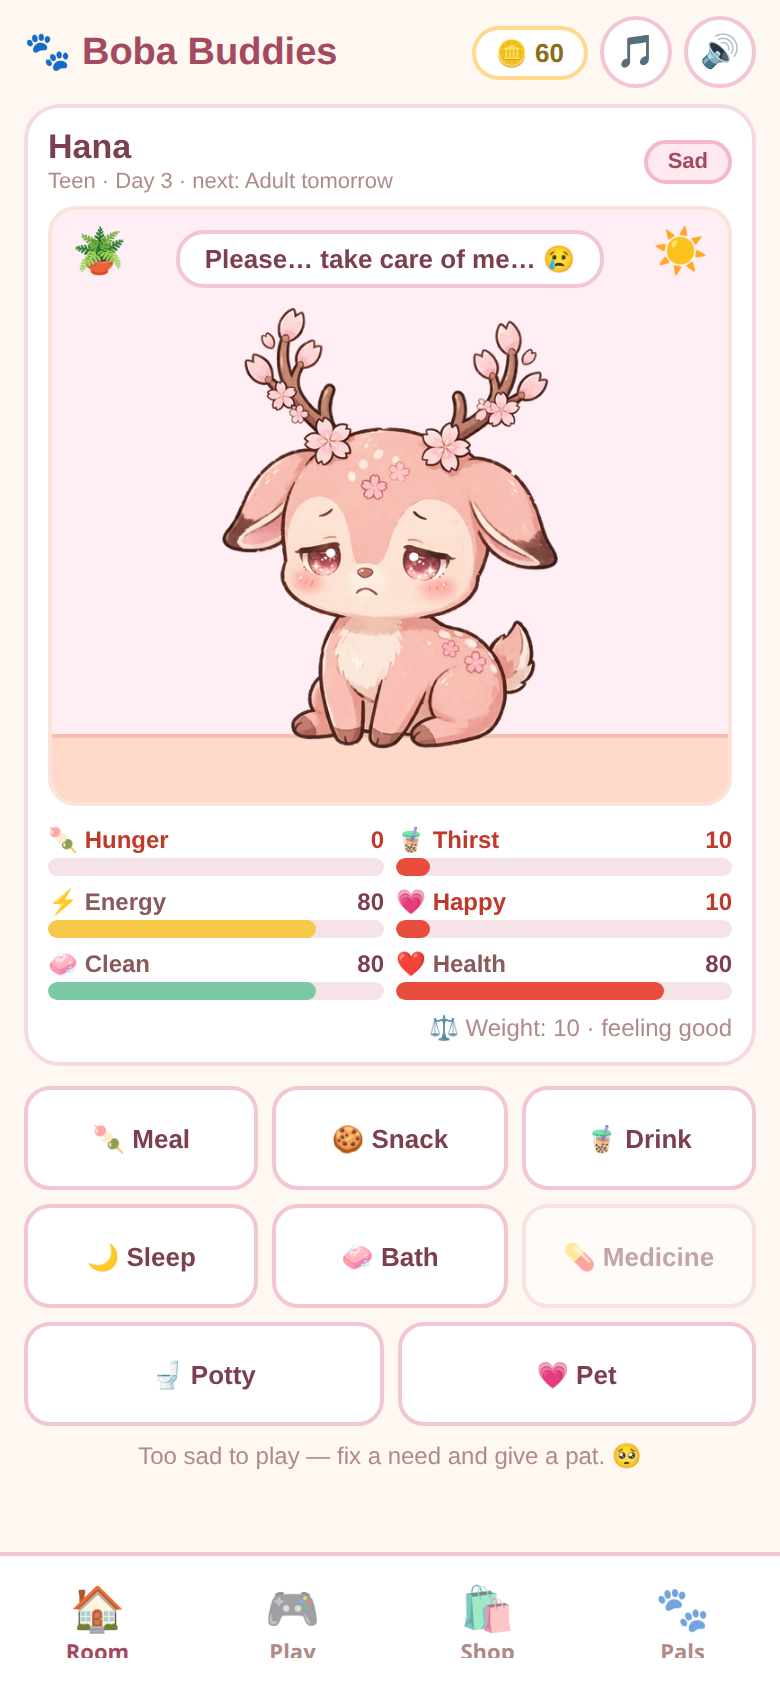 🐾 Boba Buddies
🪙 60
Hana
Teen · Day 3 · next: Adult tomorrow
Sad
Please… take care of me… 😢
Hunger 0
Thirst 10
Energy 80
Happy 10
Clean 80
Health 80
Weight: 10 · feeling good
Meal
Snack
Drink
Sleep
Bath
Medicine
Potty
Pet
Too sad to play — fix a need and give a pat. 🥺
Room
Play
Shop
Pals